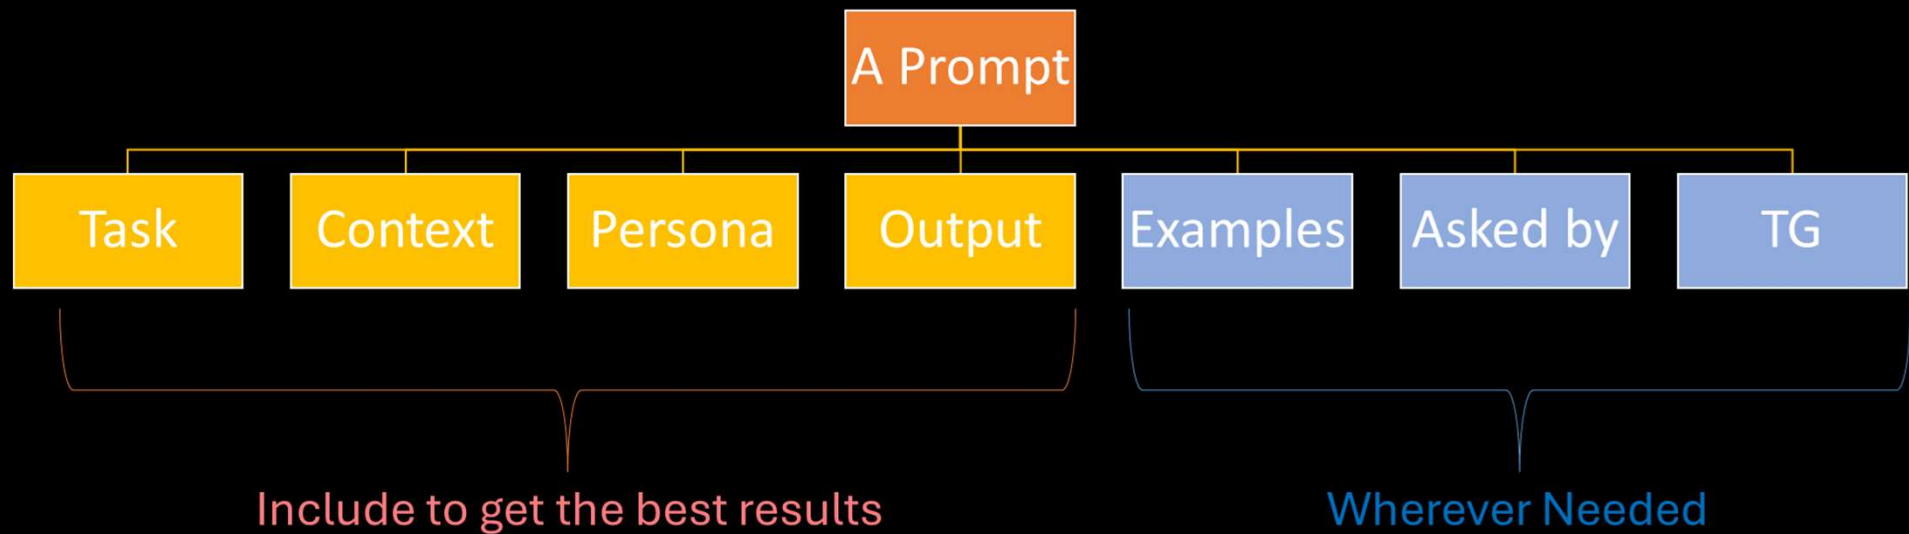 A Prompt
Task
Context
Persona
Output
Examples
Asked by
TG
Include to get the best results
Wherever Needed